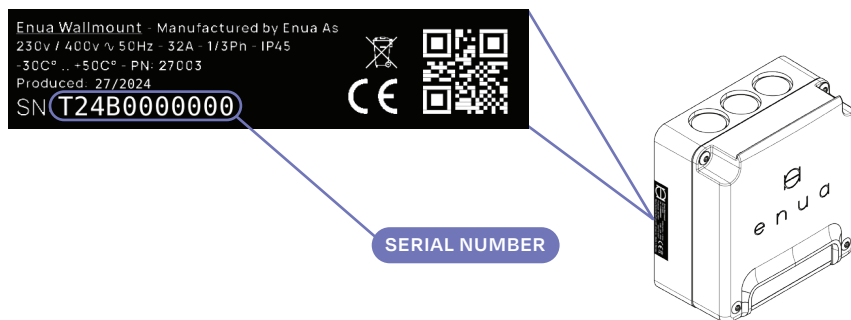 Enua Wallmount - Manufactured by Enua As
230v / 400v ∿ 50Hz - 32A - 1/3Pn - IP45
-30C° .. +50C° - PN: 27003
Produced: 27/2024
SN T24B0000000
CE
SERIAL NUMBER
enua